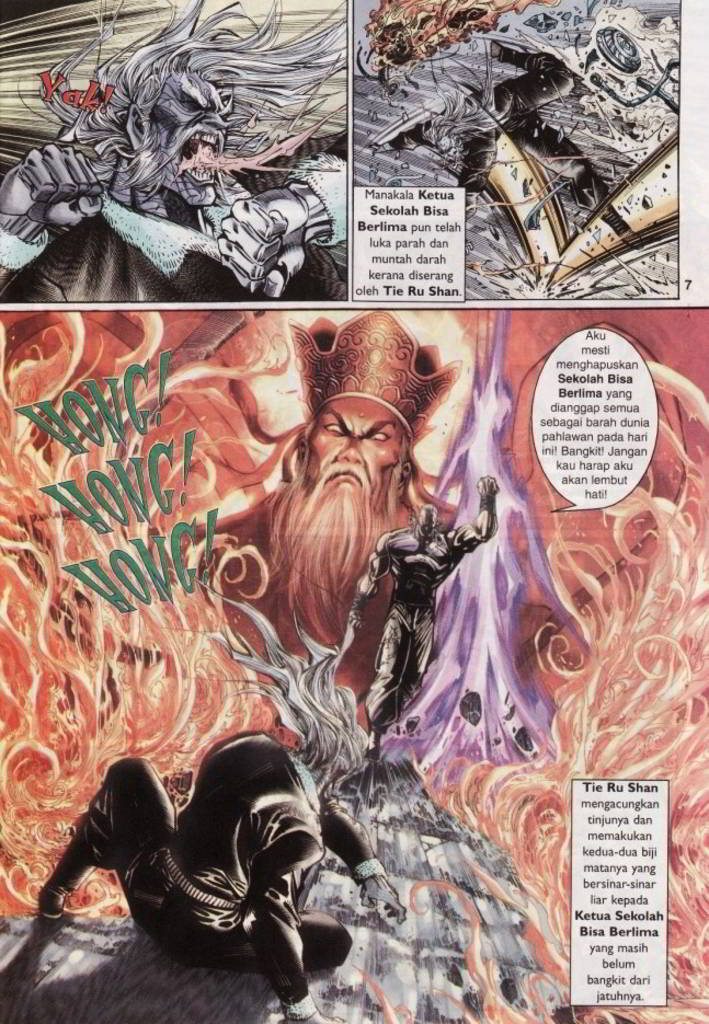 Yak!
Manakala Ketua
Sekolah Bisa
Berlima pun telah
luka parah dan
muntah darah
kerana diserang
oleh Tie Ru Shan.
7
HONG!
HONG!
HONG!
Aku
mesti
menghapuskan
Sekolah Bisa
Berlima yang
dianggap semua
sebagai barah dunia
pahlawan pada hari
ini! Bangkit! Jangan
kau harap aku
akan lembut
hati!
Tie Ru Shan
mengacungkan
tinjunya dan
memakukan
kedua-dua biji
matanya yang
bersinar-sinar
liar kepada
Ketua Sekolah
Bisa Berlima
yang masih
belum
bangkit dari
jatuhnya.